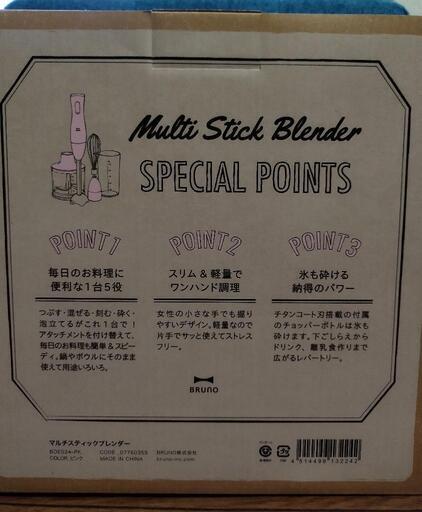 Multi Stick Blender
SPECIAL POINTS
POINT1
毎日のお料理に
便利な1台5役
つぶす・混ぜる・刻む・砕く・
泡立てるがこれ1台で！
アタッチメントを付け替えて、
毎日のお料理も簡単&スピー
ディ。鍋やボウルにそのまま
使えて用途いろいろ。
POINT2
スリム&軽量で
ワンハンド調理
女性の小さな手でも握り
やすいデザイン。軽量なので
片手でサッと使えてストレス
フリー。
POINT3
氷も砕ける
納得のパワー
チタンコート刃搭載の付属
のチョッパーボトルは氷も
砕けます。下ごしらえから
ドリンク、離乳食作りまで
広がるレパートリー。
BRUNO
マルチスティックブレンダー
BOE034-PK CODE 07760355 BRUNO株式会社
COLOR ピンク MADE IN CHINA bruno-inc.com
4 514499 132242